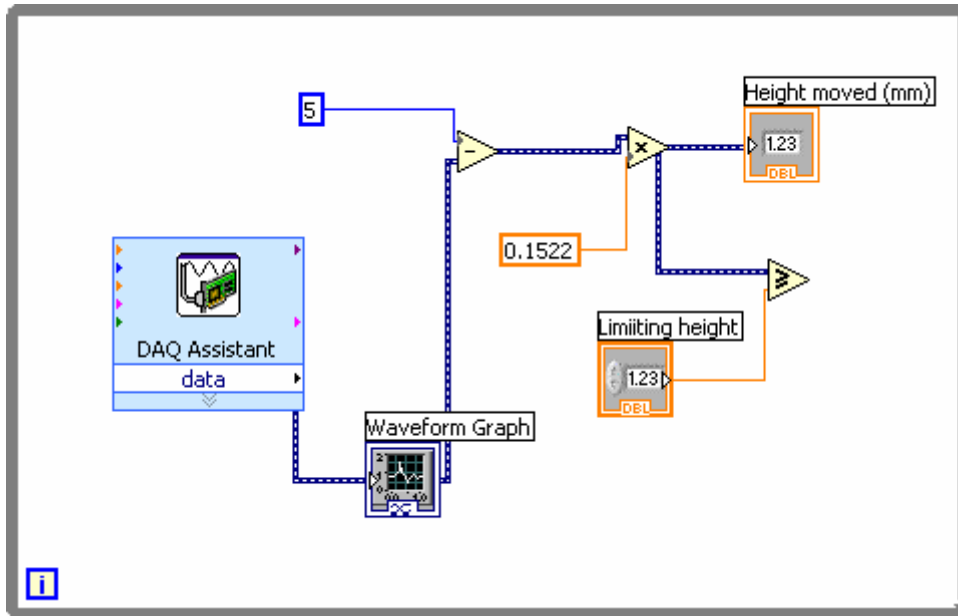 Height moved (mm)
1.23
DBL
5
0.1522
DAQ Assistant
data
Limiiting height
1.23
DBL
Waveform Graph
i